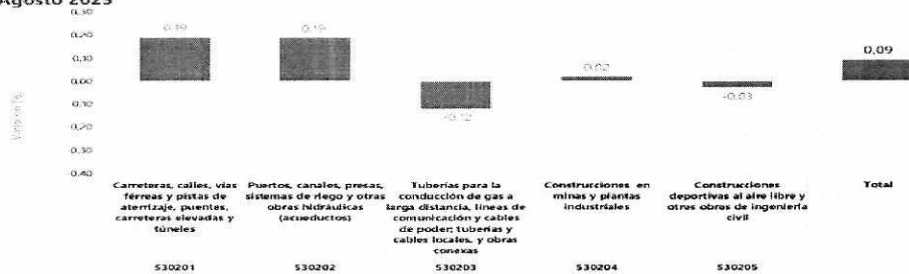 Agosto 2023
0,30
0,19
0,19
0,20
0,10
0,02
0,09
0,00
-0,03
0,10
-0,12
0,20
0,30
0,40
Carreteras, calles, vías
férreas y pistas de
aterrizaje, puentes,
carreteras elevadas y
túneles
530201
Puertos, canales, presas,
sistemas de riego y otras
obras hidráulicas
(acueductos)
530202
Tuberías para la
conducción de gas a
larga distancia, líneas de
comunicación y cables
de poder; tuberías y
cables locales, y obras
conexas
530203
Construcciones en
minas y plantas
industriales
530204
Construcciones
deportivas al aire libre y
otras obras de ingeniería
civil
530205
Total